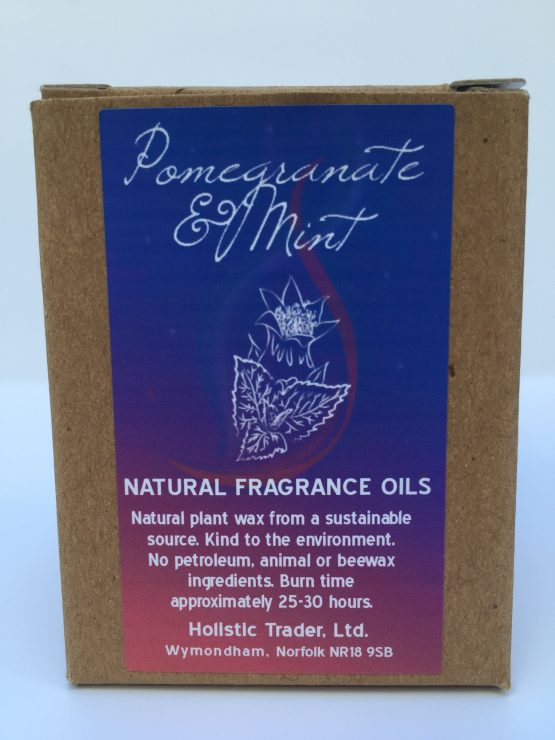 Pomegranate
& Mint
NATURAL FRAGRANCE OILS
Natural plant wax from a sustainable
source. Kind to the environment.
No petroleum, animal or beewax
ingredients. Burn time
approximately 25-30 hours.
Holistic Trader, Ltd.
Wymondham, Norfolk NR18 9SB